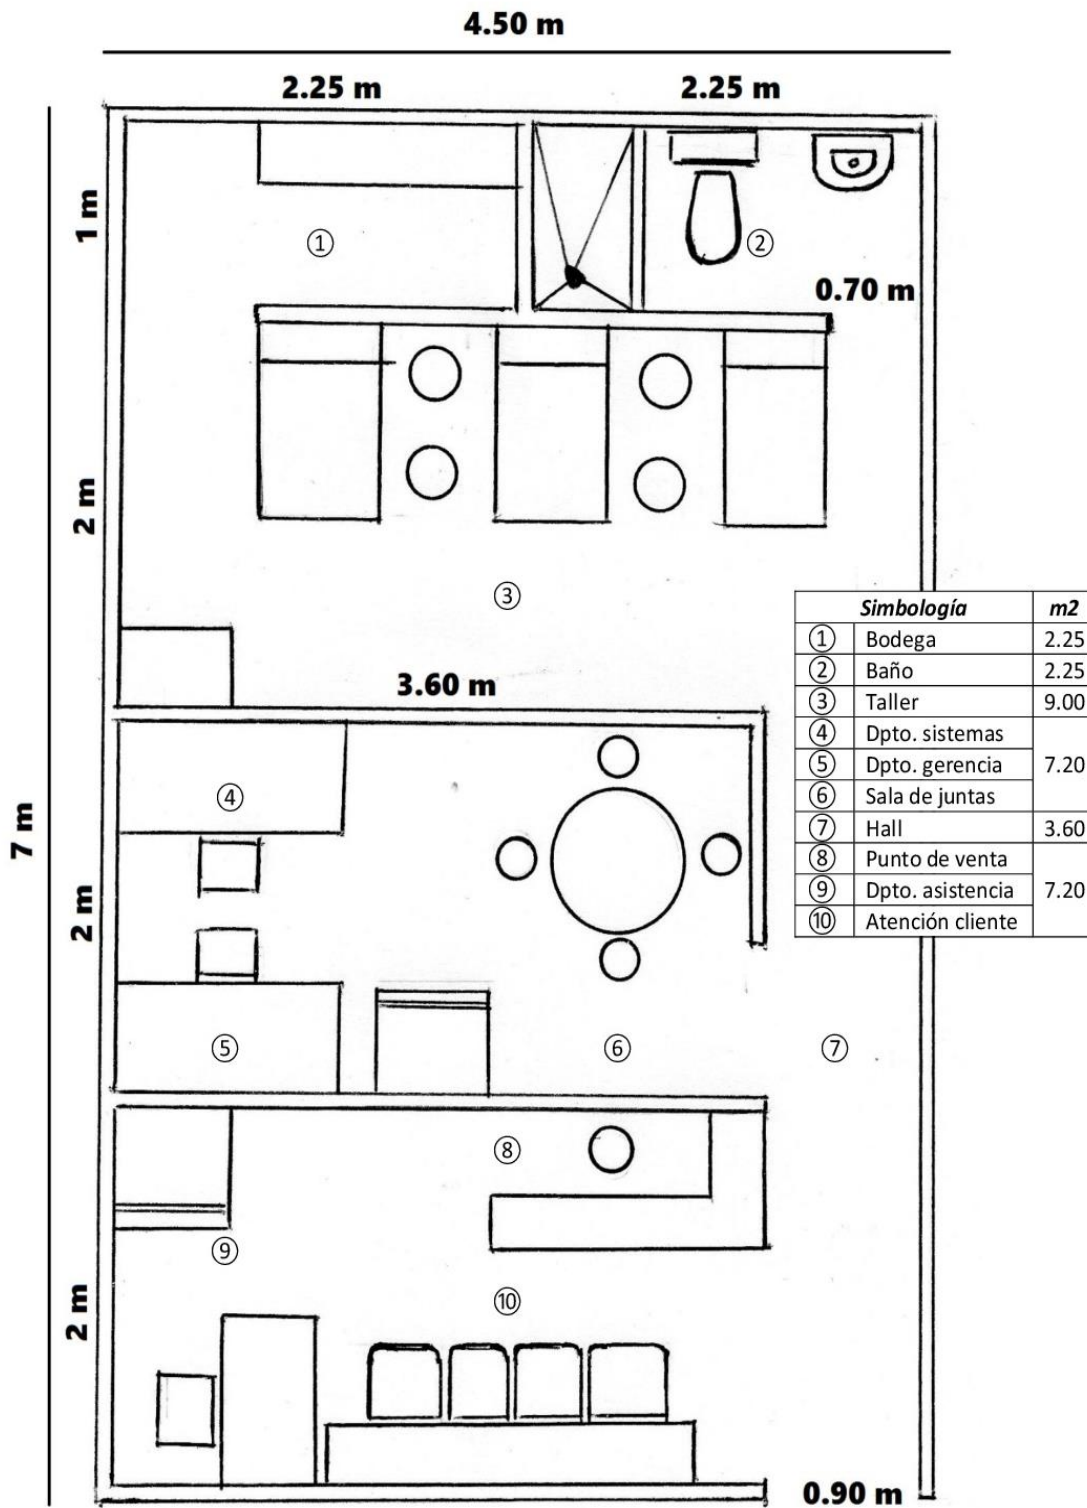 4.50 m
2.25 m 2.25 m
1 m
① ②
0.70 m
2 m
③
3.60 m
Simbología m2
① Bodega 2.25
② Baño 2.25
③ Taller 9.00
④ Dpto. sistemas
⑤ Dpto. gerencia 7.20
⑥ Sala de juntas
⑦ Hall 3.60
⑧ Punto de venta
⑨ Dpto. asistencia 7.20
⑩ Atención cliente
④
7 m
2 m
⑤ ⑥ ⑦
⑧
⑨
⑩
2 m
0.90 m